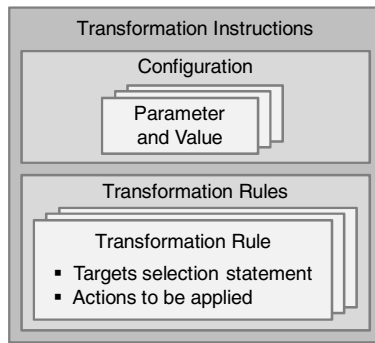 Transformation Instructions
Configuration
Parameter
and Value
Transformation Rules
Transformation Rule
▪ Targets selection statement
▪ Actions to be applied